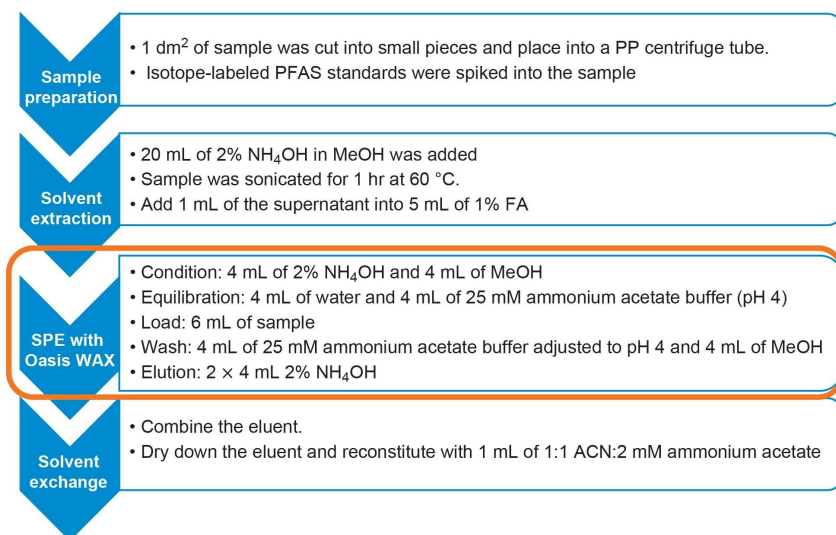 Sample
preparation
• 1 dm² of sample was cut into small pieces and place into a PP centrifuge tube.
• Isotope-labeled PFAS standards were spiked into the sample
Solvent
extraction
• 20 mL of 2% NH₄OH in MeOH was added
• Sample was sonicated for 1 hr at 60 °C.
• Add 1 mL of the supernatant into 5 mL of 1% FA
SPE with
Oasis WAX
• Condition: 4 mL of 2% NH₄OH and 4 mL of MeOH
• Equilibration: 4 mL of water and 4 mL of 25 mM ammonium acetate buffer (pH 4)
• Load: 6 mL of sample
• Wash: 4 mL of 25 mM ammonium acetate buffer adjusted to pH 4 and 4 mL of MeOH
• Elution: 2 × 4 mL 2% NH₄OH
Solvent
exchange
• Combine the eluent.
• Dry down the eluent and reconstitute with 1 mL of 1:1 ACN:2 mM ammonium acetate